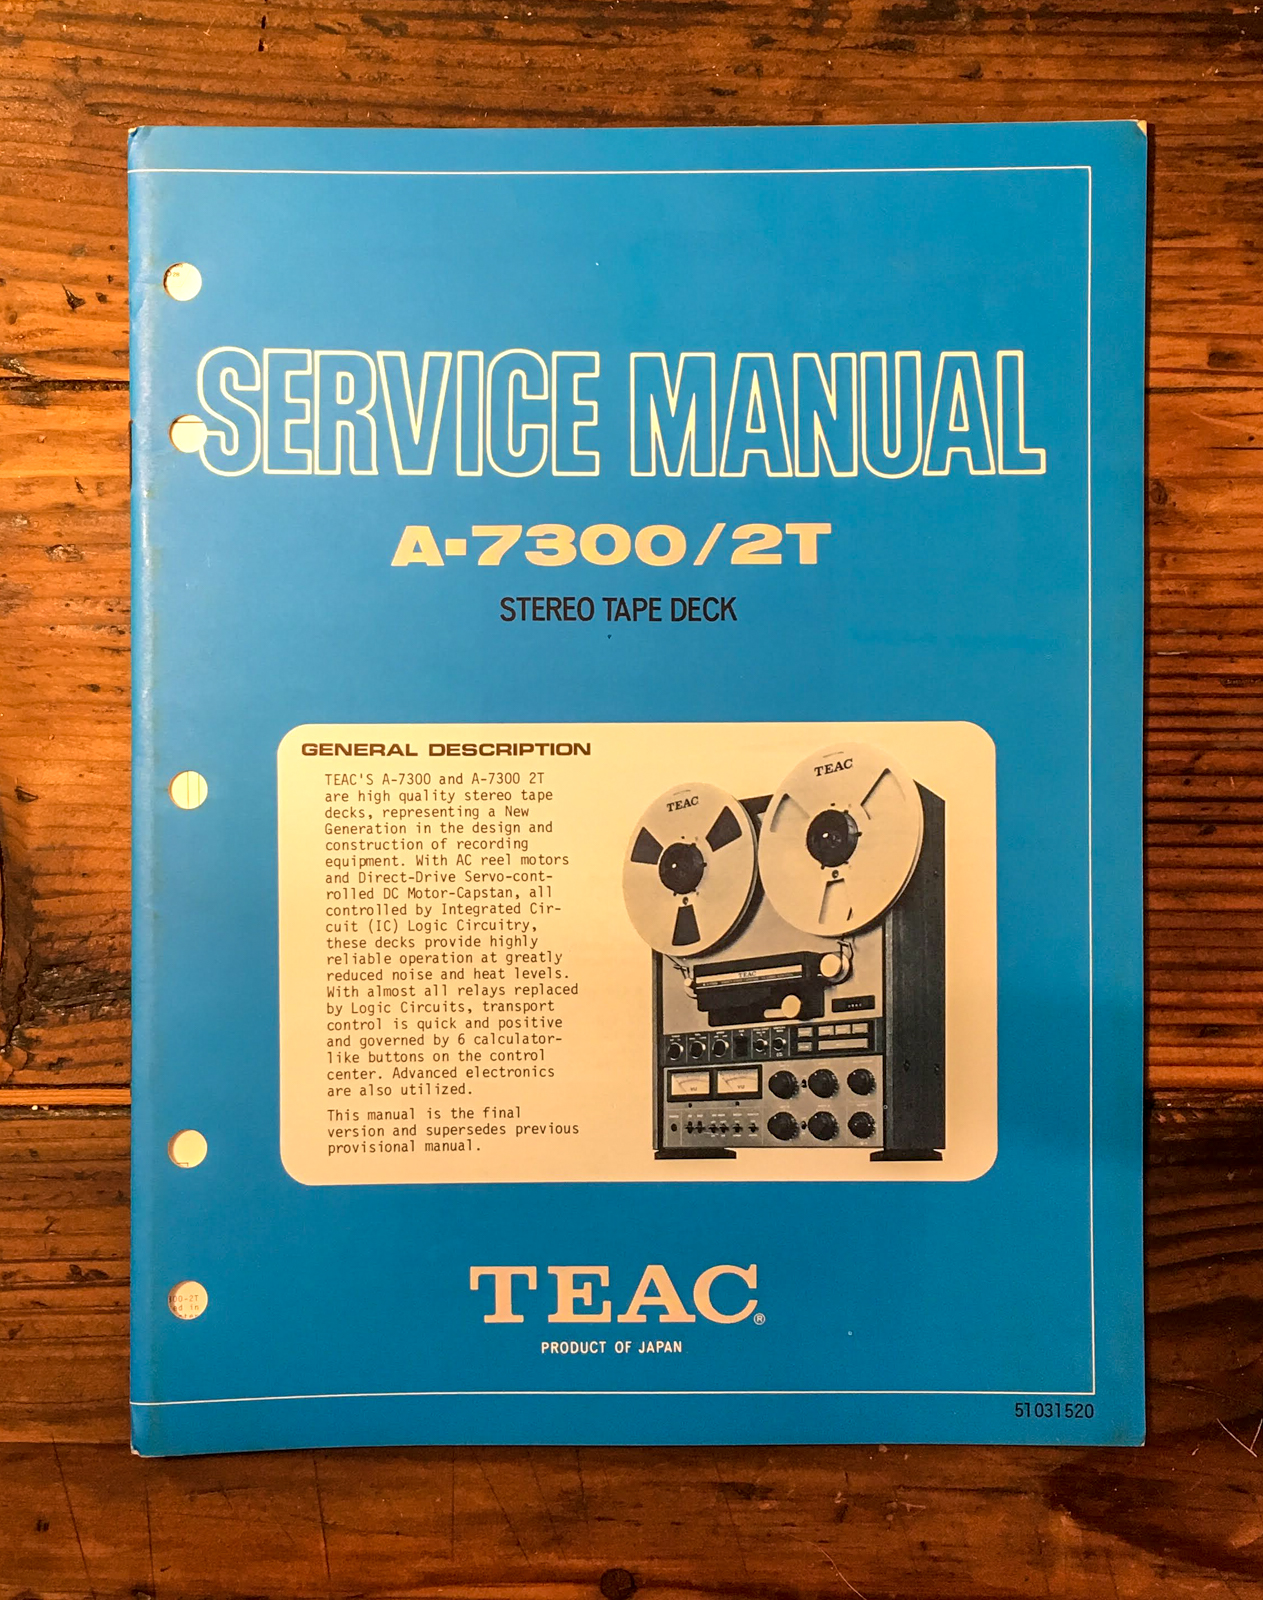 SERVICE MANUAL
A-7300/2T
STEREO TAPE DECK
GENERAL DESCRIPTION
TEAC'S A-7300 and A-7300 2T
are high quality stereo tape
decks, representing a New
Generation in the design and
construction of recording
equipment. With AC reel motors
and Direct-Drive Servo-cont-
rolled DC Motor-Capstan, all
controlled by Integrated Cir-
cuit (IC) Logic Circuitry,
these decks provide highly
reliable operation at greatly
reduced noise and heat levels.
With almost all relays replaced
by Logic Circuits, transport
control is quick and positive
and governed by 6 calculator-
like buttons on the control
center. Advanced electronics
are also utilized.
This manual is the final
version and supersedes previous
provisional manual.
TEAC
TEAC
TEAC
VU
VU
TEAC®
PRODUCT OF JAPAN
51031520